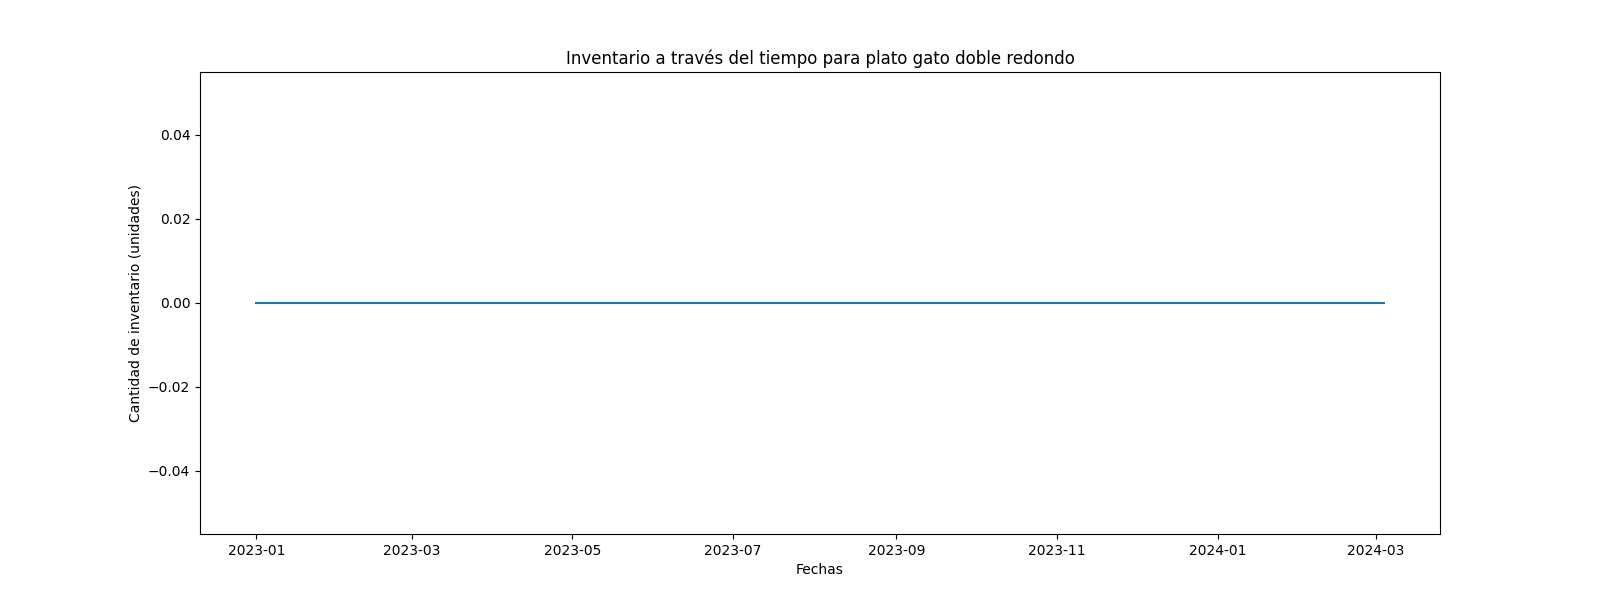 Inventario a través del tiempo para plato gato doble redondo
Cantidad de inventario (unidades)
0.04
0.02
0.00
−0.02
−0.04
2023-01 2023-03 2023-05 2023-07 2023-09 2023-11 2024-01 2024-03
Fechas